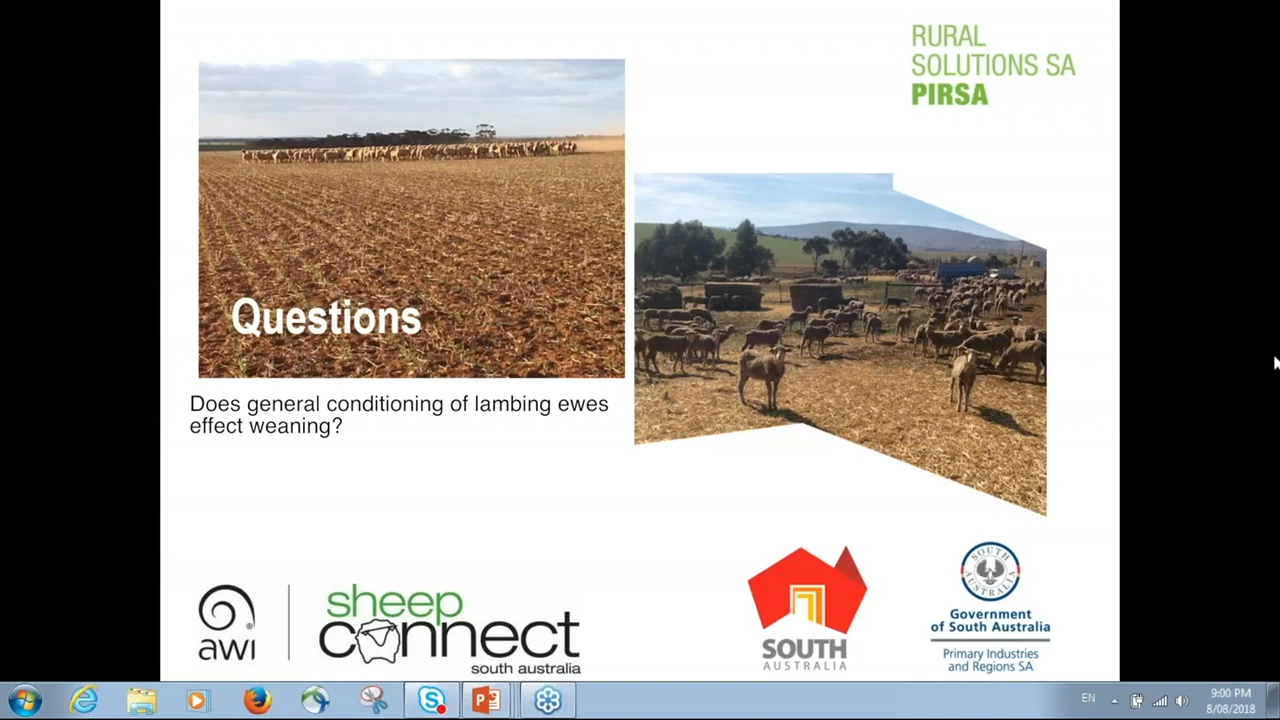 RURAL
SOLUTIONS SA
PIRSA
Questions
Does general conditioning of lambing ewes
effect weaning?
awi
sheep
connect
south australia
SOUTH
AUSTRALIA
SOUTH
AUSTRALIA
Government
of South Australia
Primary Industries
and Regions SA
EN
9:00 PM
8/08/2018